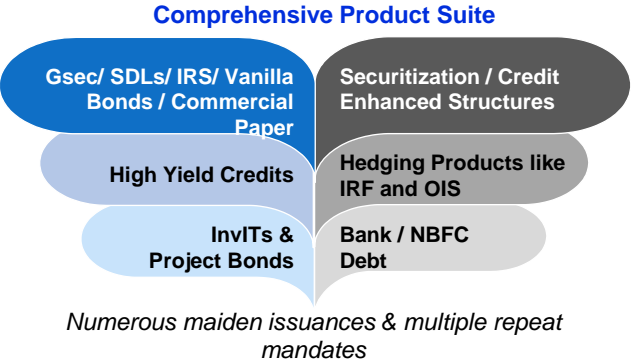 Comprehensive Product Suite
Gsec/ SDLs/ IRS/ Vanilla
Bonds / Commercial
Paper
Securitization / Credit
Enhanced Structures
High Yield Credits
Hedging Products like
IRF and OIS
InvITs &
Project Bonds
Bank / NBFC
Debt
Numerous maiden issuances & multiple repeat
mandates